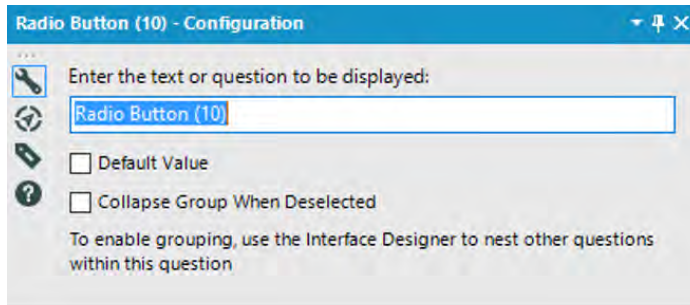 Radio Button (10) - Configuration
Enter the text or question to be displayed:
Radio Button (10)
Default Value
Collapse Group When Deselected
To enable grouping, use the Interface Designer to nest other questions
within this question